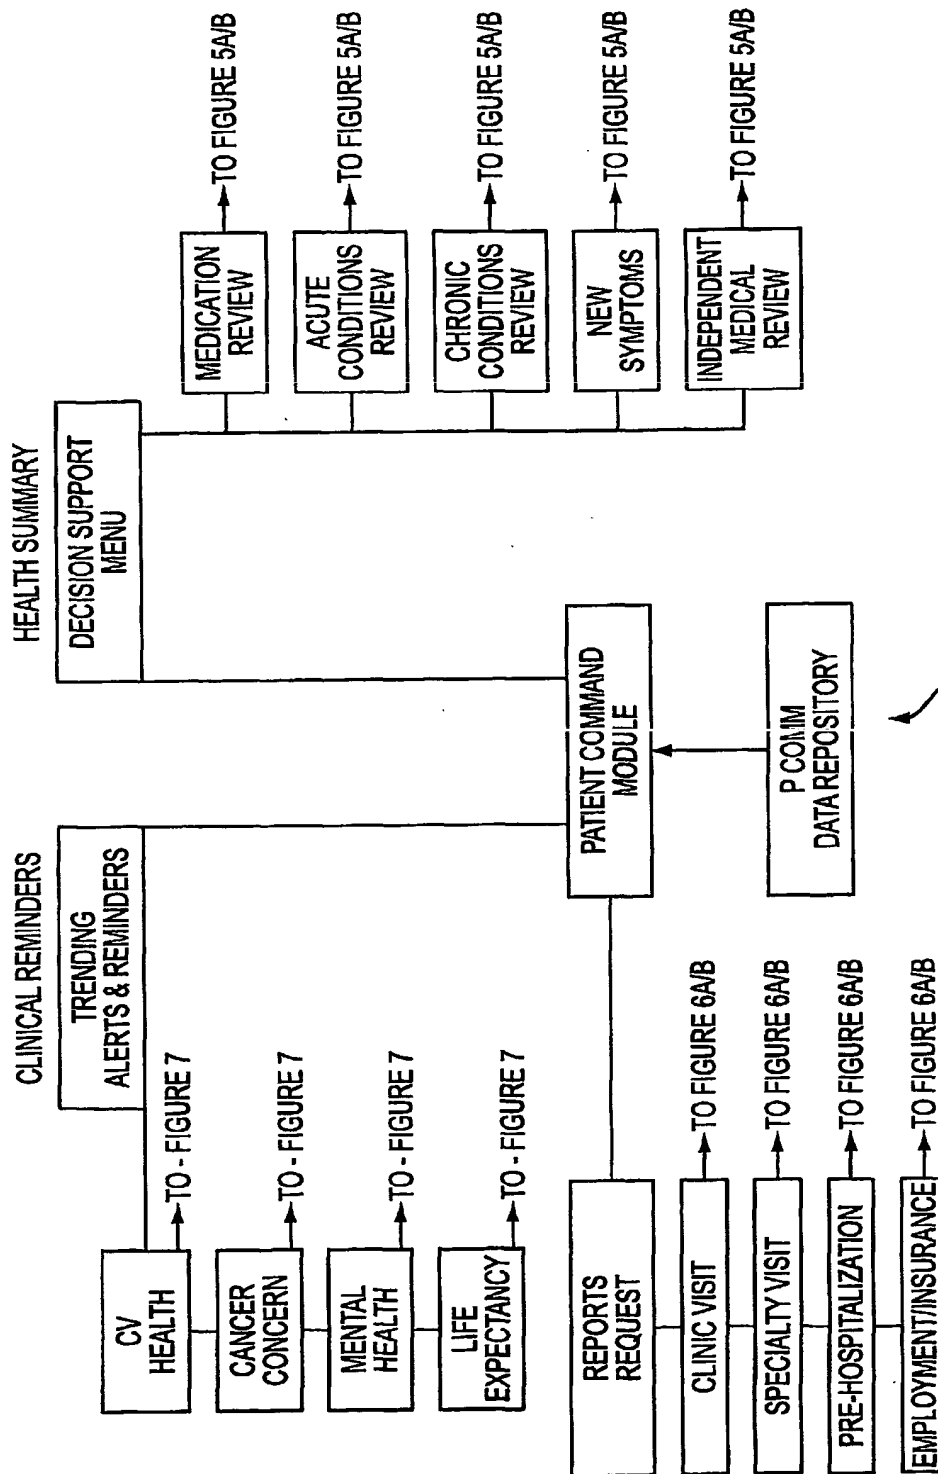 CLINICAL REMINDERS
TRENDING
ALERTS & REMINDERS
CV
HEALTH
TO - FIGURE 7
CANCER
CONCERN
TO - FIGURE 7
MENTAL
HEALTH
TO - FIGURE 7
LIFE
EXPECTANCY
TO - FIGURE 7
HEALTH SUMMARY
DECISION SUPPORT
MENU
MEDICATION
REVIEW
TO FIGURE 5A/B
ACUTE
CONDITIONS
REVIEW
TO FIGURE 5A/B
CHRONIC
CONDITIONS
REVIEW
TO FIGURE 5A/B
NEW
SYMPTOMS
TO FIGURE 5A/B
INDEPENDENT
MEDICAL
REVIEW
TO FIGURE 5A/B
PATIENT COMMAND
MODULE
P COMM
DATA REPOSITORY
REPORTS
REQUEST
CLINIC VISIT
TO FIGURE 6A/B
SPECIALTY VISIT
TO FIGURE 6A/B
PRE-HOSPITALIZATION
TO FIGURE 6A/B
EMPLOYMENT/INSURANCE
TO FIGURE 6A/B